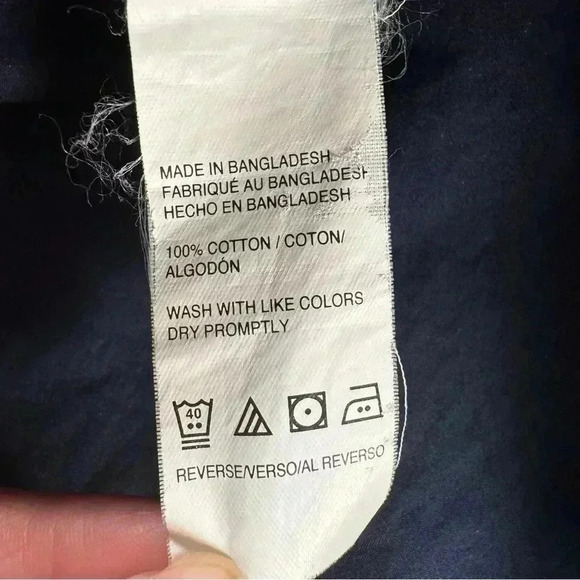 MADE IN BANGLADESH
FABRIQUÉ AU BANGLADESH
HECHO EN BANGLADESH
100% COTTON / COTON/
ALGODÓN
WASH WITH LIKE COLORS
DRY PROMPTLY
40
REVERSE/VERSO/AL REVERSO